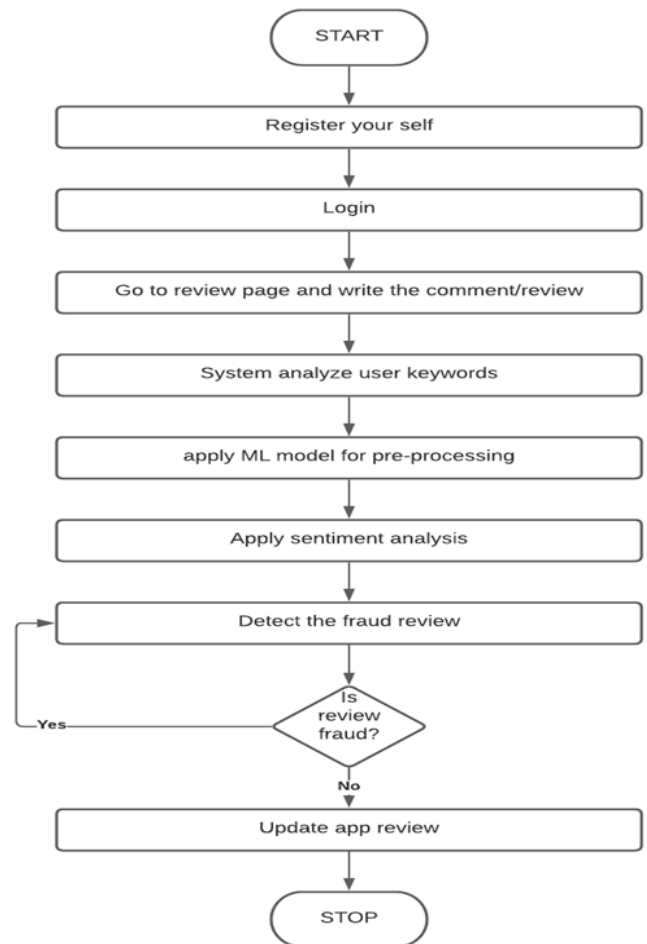 START
Register your self
Login
Go to review page and write the comment/review
System analyze user keywords
apply ML model for pre-processing
Apply sentiment analysis
Detect the fraud review
Is
review
fraud?
Yes
No
Update app review
STOP